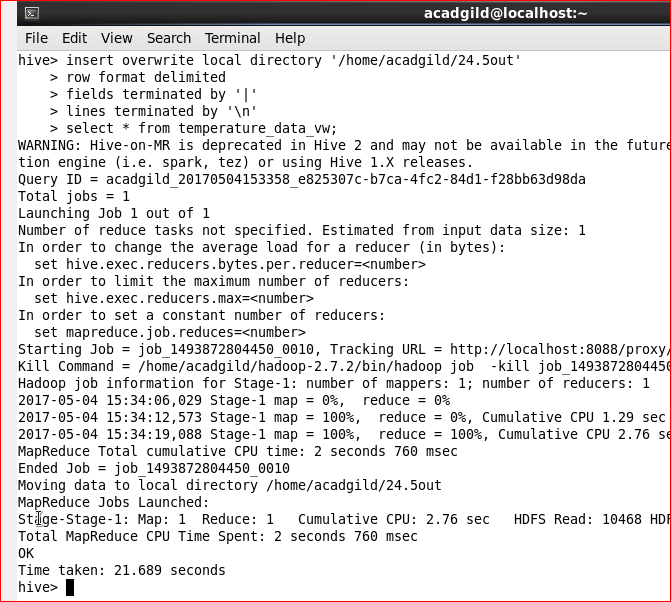 acadgild@localhost:~
File Edit View Search Terminal Help
hive> insert overwrite local directory '/home/acadgild/24.5out'
    > row format delimited
    > fields terminated by '|'
    > lines terminated by '\n'
    > select * from temperature_data_vw;
WARNING: Hive-on-MR is deprecated in Hive 2 and may not be available in the future
tion engine (i.e. spark, tez) or using Hive 1.X releases.
Query ID = acadgild_20170504153358_e825307c-b7ca-4fc2-84d1-f28bb63d98da
Total jobs = 1
Launching Job 1 out of 1
Number of reduce tasks not specified. Estimated from input data size: 1
In order to change the average load for a reducer (in bytes):
  set hive.exec.reducers.bytes.per.reducer=<number>
In order to limit the maximum number of reducers:
  set hive.exec.reducers.max=<number>
In order to set a constant number of reducers:
  set mapreduce.job.reduces=<number>
Starting Job = job_1493872804450_0010, Tracking URL = http://localhost:8088/proxy/
Kill Command = /home/acadgild/hadoop-2.7.2/bin/hadoop job  -kill job_1493872804450
Hadoop job information for Stage-1: number of mappers: 1; number of reducers: 1
2017-05-04 15:34:06,029 Stage-1 map = 0%,  reduce = 0%
2017-05-04 15:34:12,573 Stage-1 map = 100%,  reduce = 0%, Cumulative CPU 1.29 sec
2017-05-04 15:34:19,088 Stage-1 map = 100%,  reduce = 100%, Cumulative CPU 2.76 se
MapReduce Total cumulative CPU time: 2 seconds 760 msec
Ended Job = job_1493872804450_0010
Moving data to local directory /home/acadgild/24.5out
MapReduce Jobs Launched:
Stage-Stage-1: Map: 1  Reduce: 1   Cumulative CPU: 2.76 sec   HDFS Read: 10468 HDF
Total MapReduce CPU Time Spent: 2 seconds 760 msec
OK
Time taken: 21.689 seconds
hive>